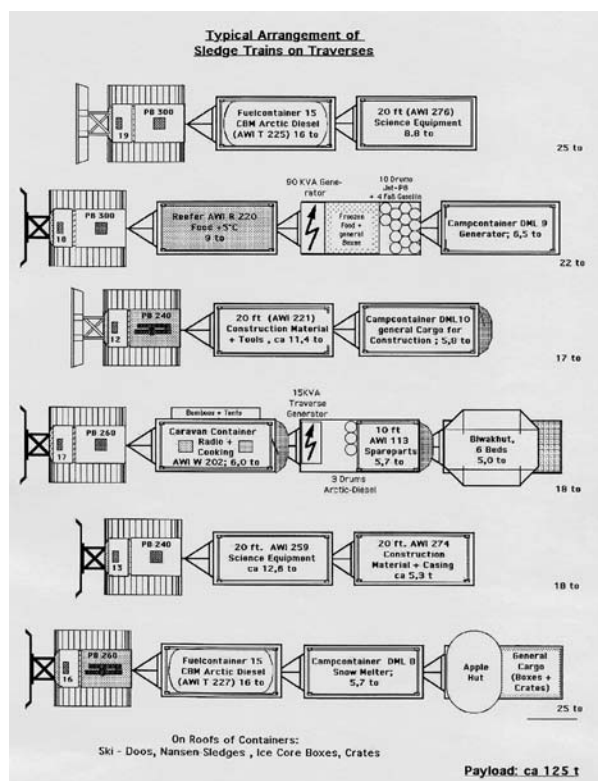 Typical Arrangement of
Sledge Trains on Traverses
PB 300
19
Fuelcontainer 15
CBM Arctic Diesel
(AWI T 225) 16 to
20 ft (AWI 276)
Science Equipment
8.8 to
25 to
PB 300
18
Reefer AWI R 220
Food +5°C
9 to
90 KVA Gene-
rator
Freezer
Food +
general
Boxes
10 Drums
Jet-P8
+ 4 Faß Gasolin
Campcontainer DML 9
Generator; 6,5 to
22 to
PB 240
12
20 ft (AWI 221)
Construction Material
+ Tools , ca 11,4 to
Campcontainer DML10
general Cargo for
Construction ; 5,8 to
17 to
PB 260
17
Bamboos + Tents
Caravan Container
Radio +
Cooking
AWI W 202; 6,0 to
15KVA
Traverse
Generator
3 Drums
Arctic-Diesel
10 ft
AWI 113
Spareparts
5,7 to
Biwakhut,
6 Beds
5,0 to
18 to
PB 240
13
20 ft. AWI 259
Science Equipment
ca 12,6 to
20 ft. AWI 274
Construction
Material + Casing
ca 5,3 t
18 to
PB 260
16
Fuelcontainer 15
CBM Arctic Diesel
(AWI T 227) 16 to
Campcontainer DML 8
Snow Melter;
5,7 to
Apple
Hut
General
Cargo
(Boxes +
Crates)
25 to
On Roofs of Containers:
Ski - Doos, Nansen-Sledges , Ice Core Boxes, Crates
Payload: ca 125 t